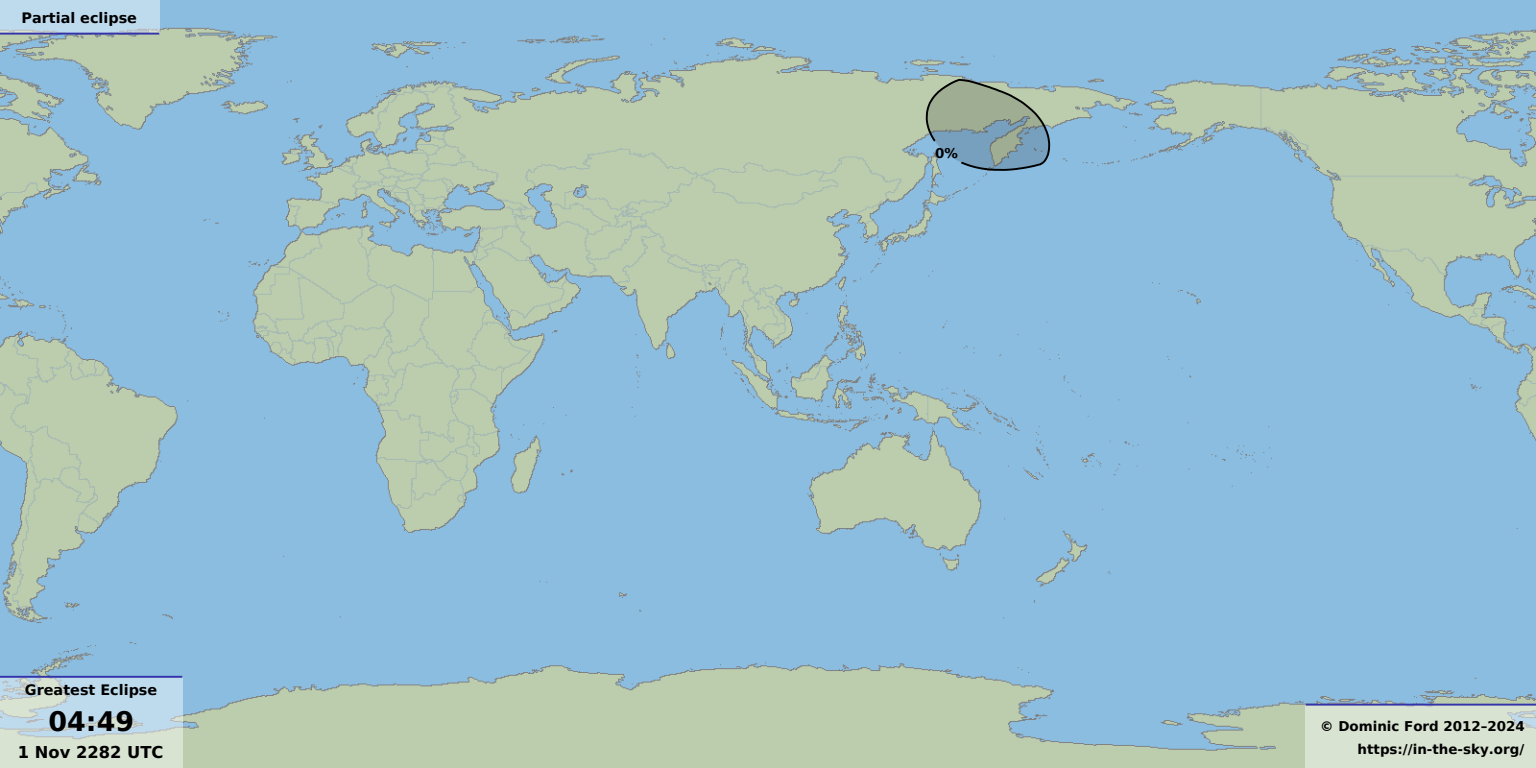 Partial eclipse
0%
Greatest Eclipse
04:49
1 Nov 2282 UTC
© Dominic Ford 2012–2024
https://in-the-sky.org/